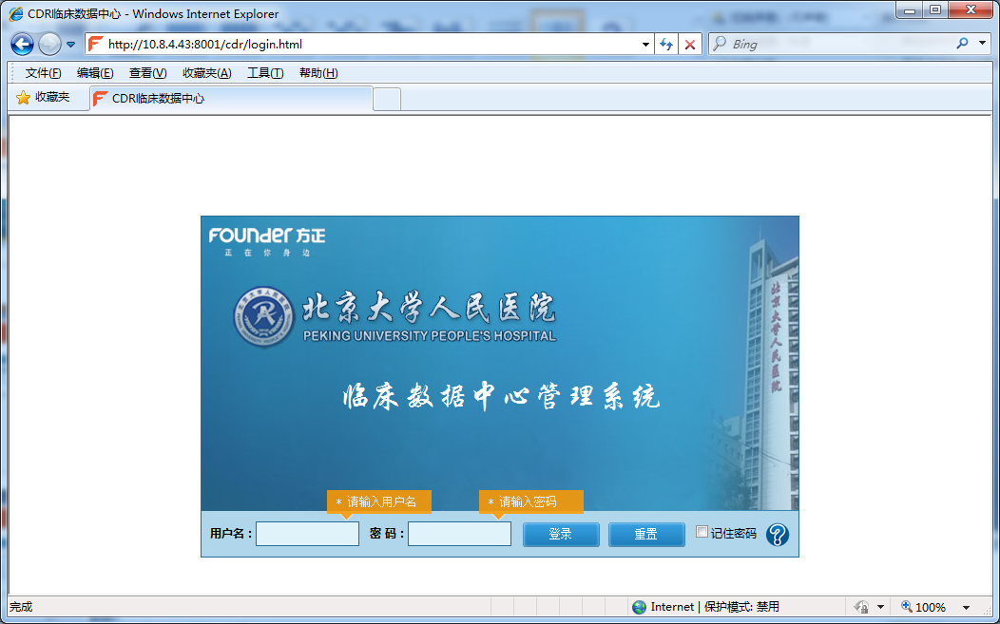 CDR临床数据中心 - Windows Internet Explorer
http://10.8.4.43:8001/cdr/login.html
Bing
文件(F) 编辑(E) 查看(V) 收藏夹(A) 工具(T) 帮助(H)
收藏夹 CDR临床数据中心
FOUNDER 方正
正在你身边
北京大学人民医院
PEKING UNIVERSITY PEOPLE'S HOSPITAL
北京大学人民医院
临床数据中心管理系统
* 请输入用户名 * 请输入密码
用户名: 密 码: 登录 重置 记住密码
完成 Internet | 保护模式: 禁用 100%